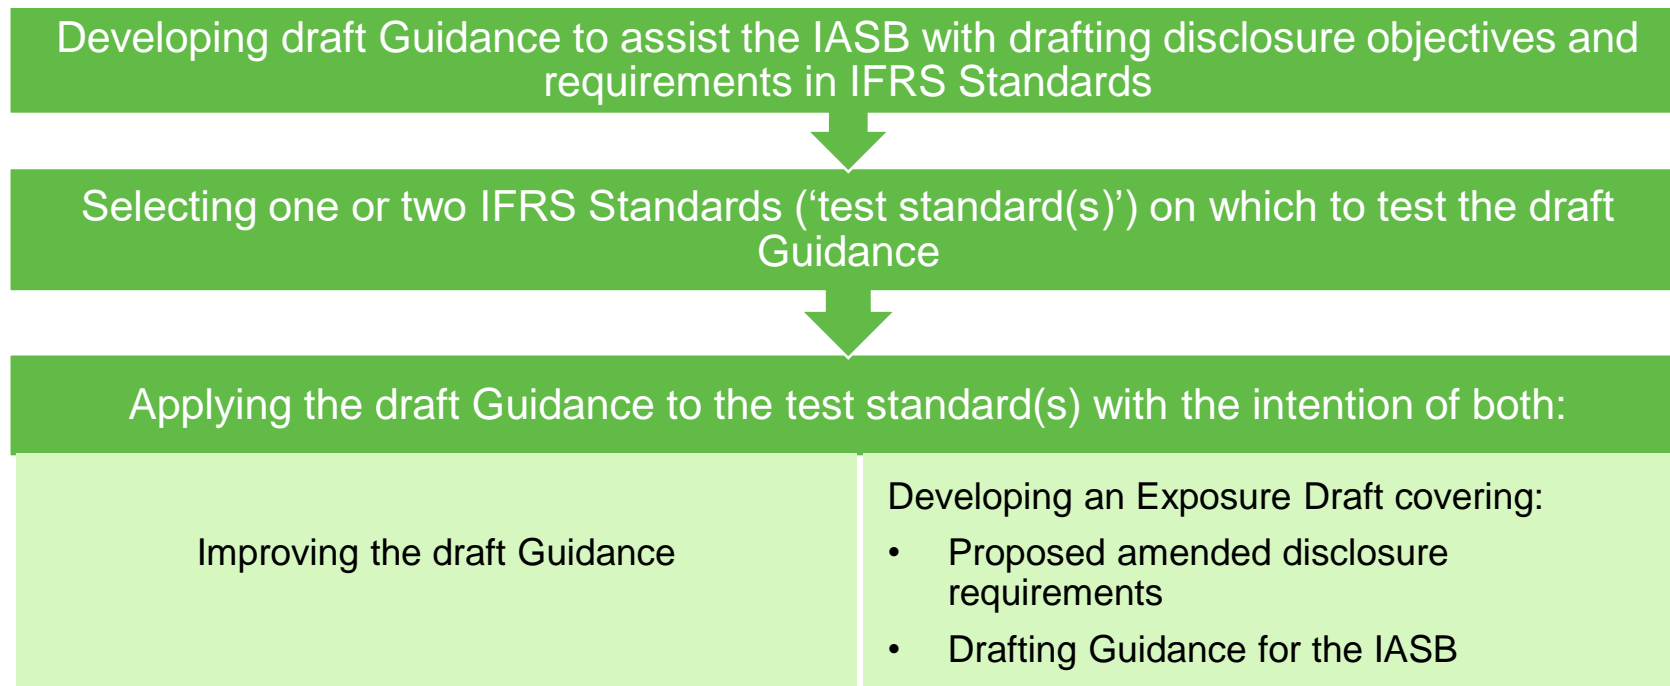 Developing draft Guidance to assist the IASB with drafting disclosure objectives and
requirements in IFRS Standards
Selecting one or two IFRS Standards (‘test standard(s)’) on which to test the draft
Guidance
Applying the draft Guidance to the test standard(s) with the intention of both:
Improving the draft Guidance
Developing an Exposure Draft covering:
• Proposed amended disclosure
requirements
• Drafting Guidance for the IASB